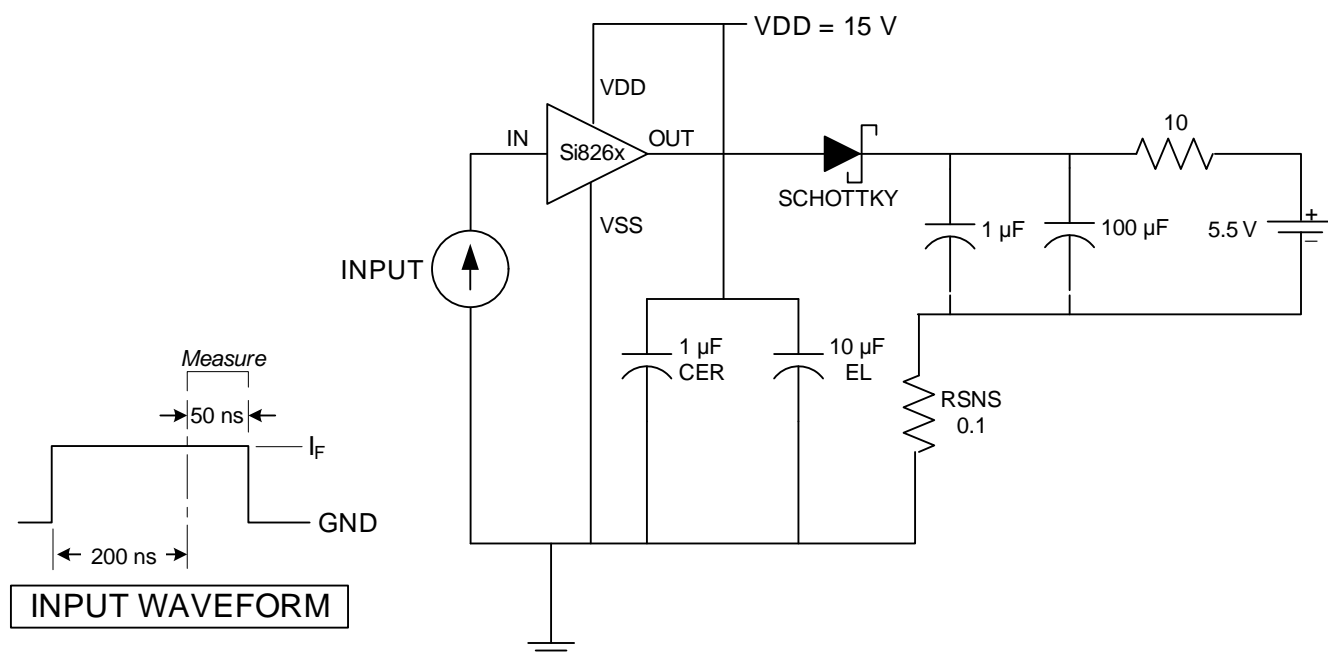 VDD = 15 V
VDD
IN
OUT
Si826x
VSS
SCHOTTKY
10
1 µF
100 µF
5.5 V
+
–
INPUT
1 µF
CER
10 µF
EL
RSNS
0.1
Measure
50 ns
I_F
GND
200 ns
INPUT WAVEFORM